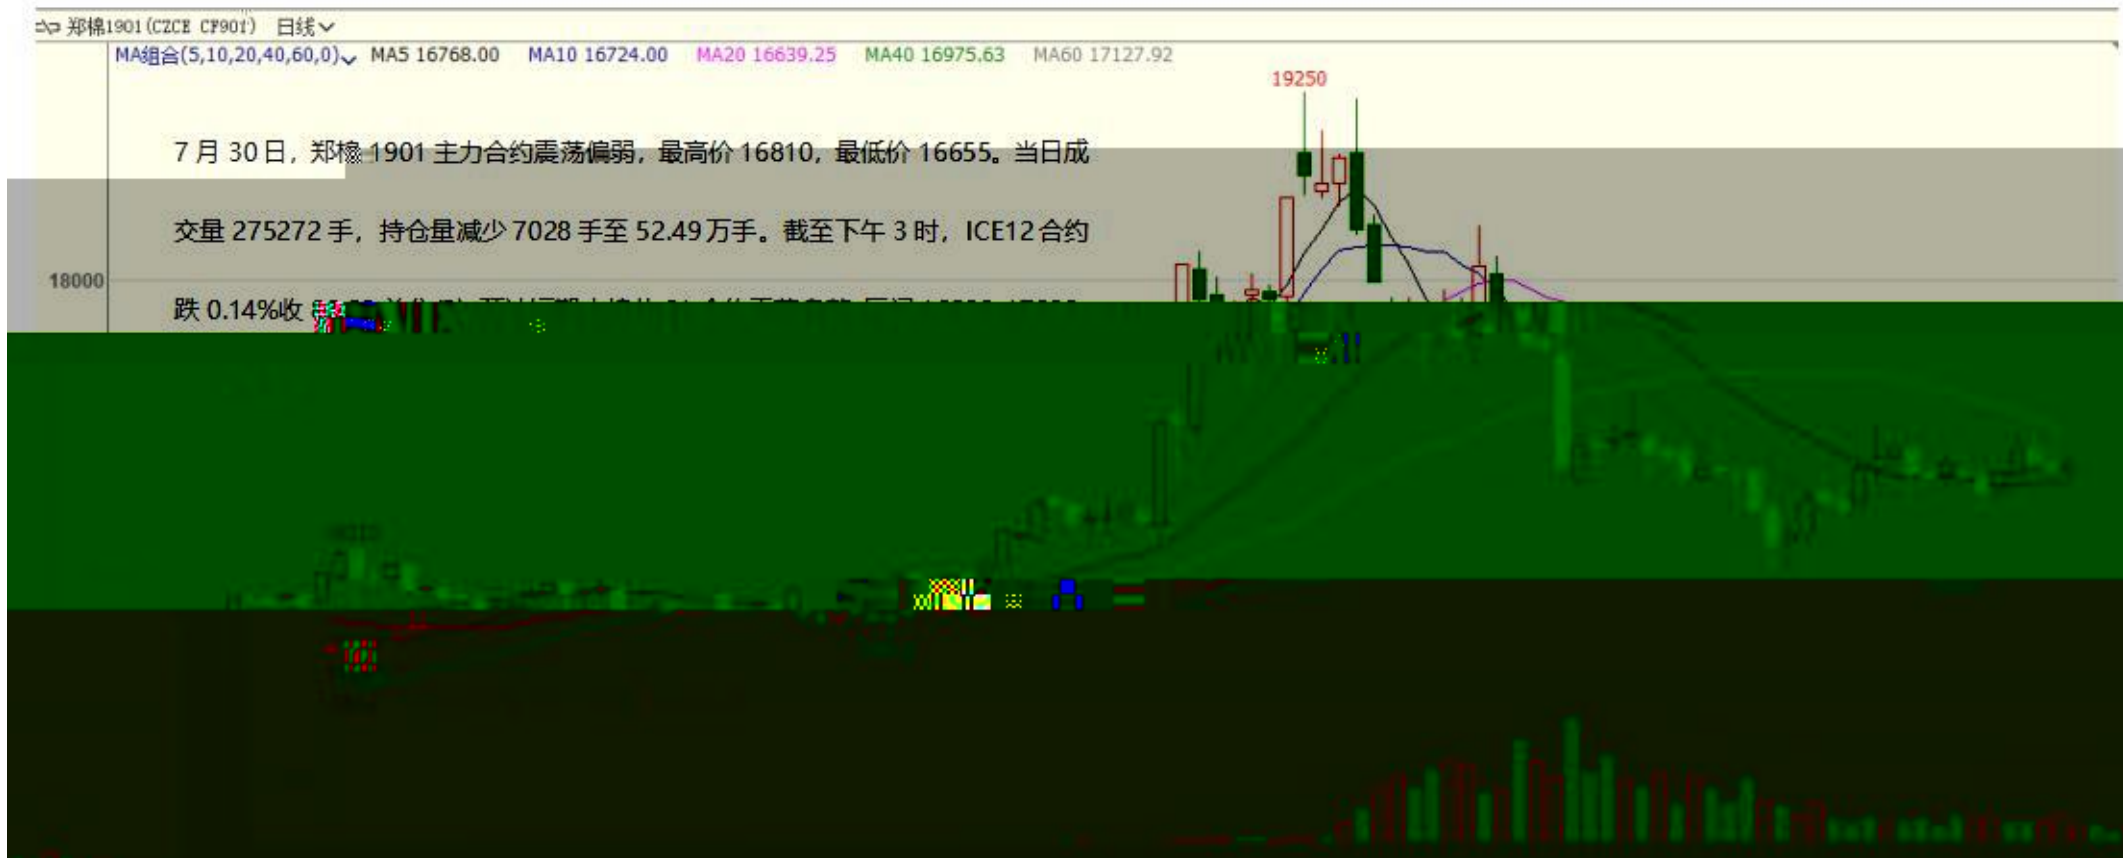 郑棉1901(CZCE CF901) 日线
MA组合(5,10,20,40,60,0) MA5 16768.00 MA10 16724.00 MA20 16639.25 MA40 16975.63 MA60 17127.92
19250
7月30日，郑棉1901主力合约震荡偏弱，最高价16810，最低价16655。当日成
交量275272手，持仓量减少7028手至52.49万手。截至下午3时，ICE12合约
18000
跌0.14%收